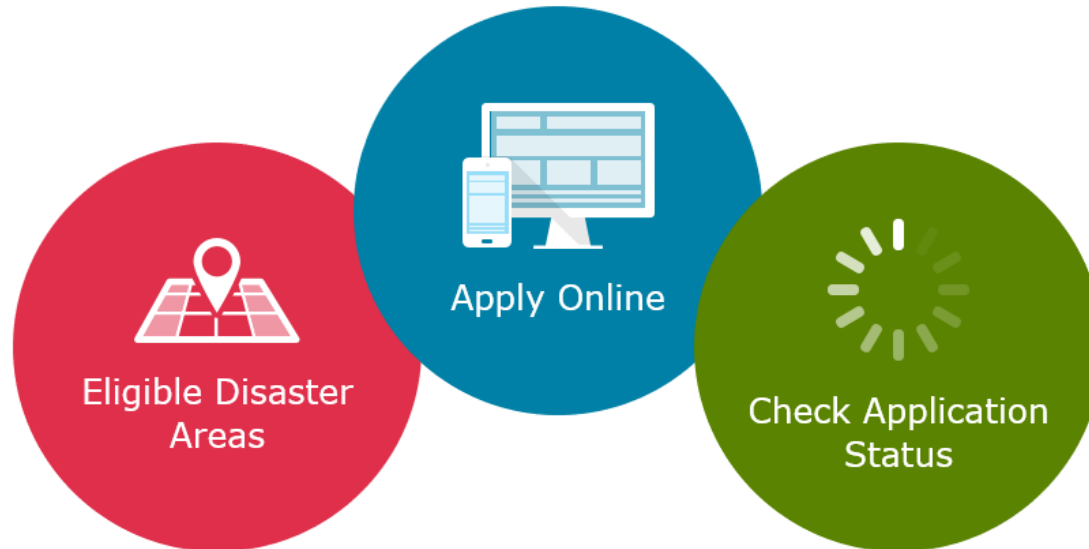 Eligible Disaster
Areas
Apply Online
Check Application
Status